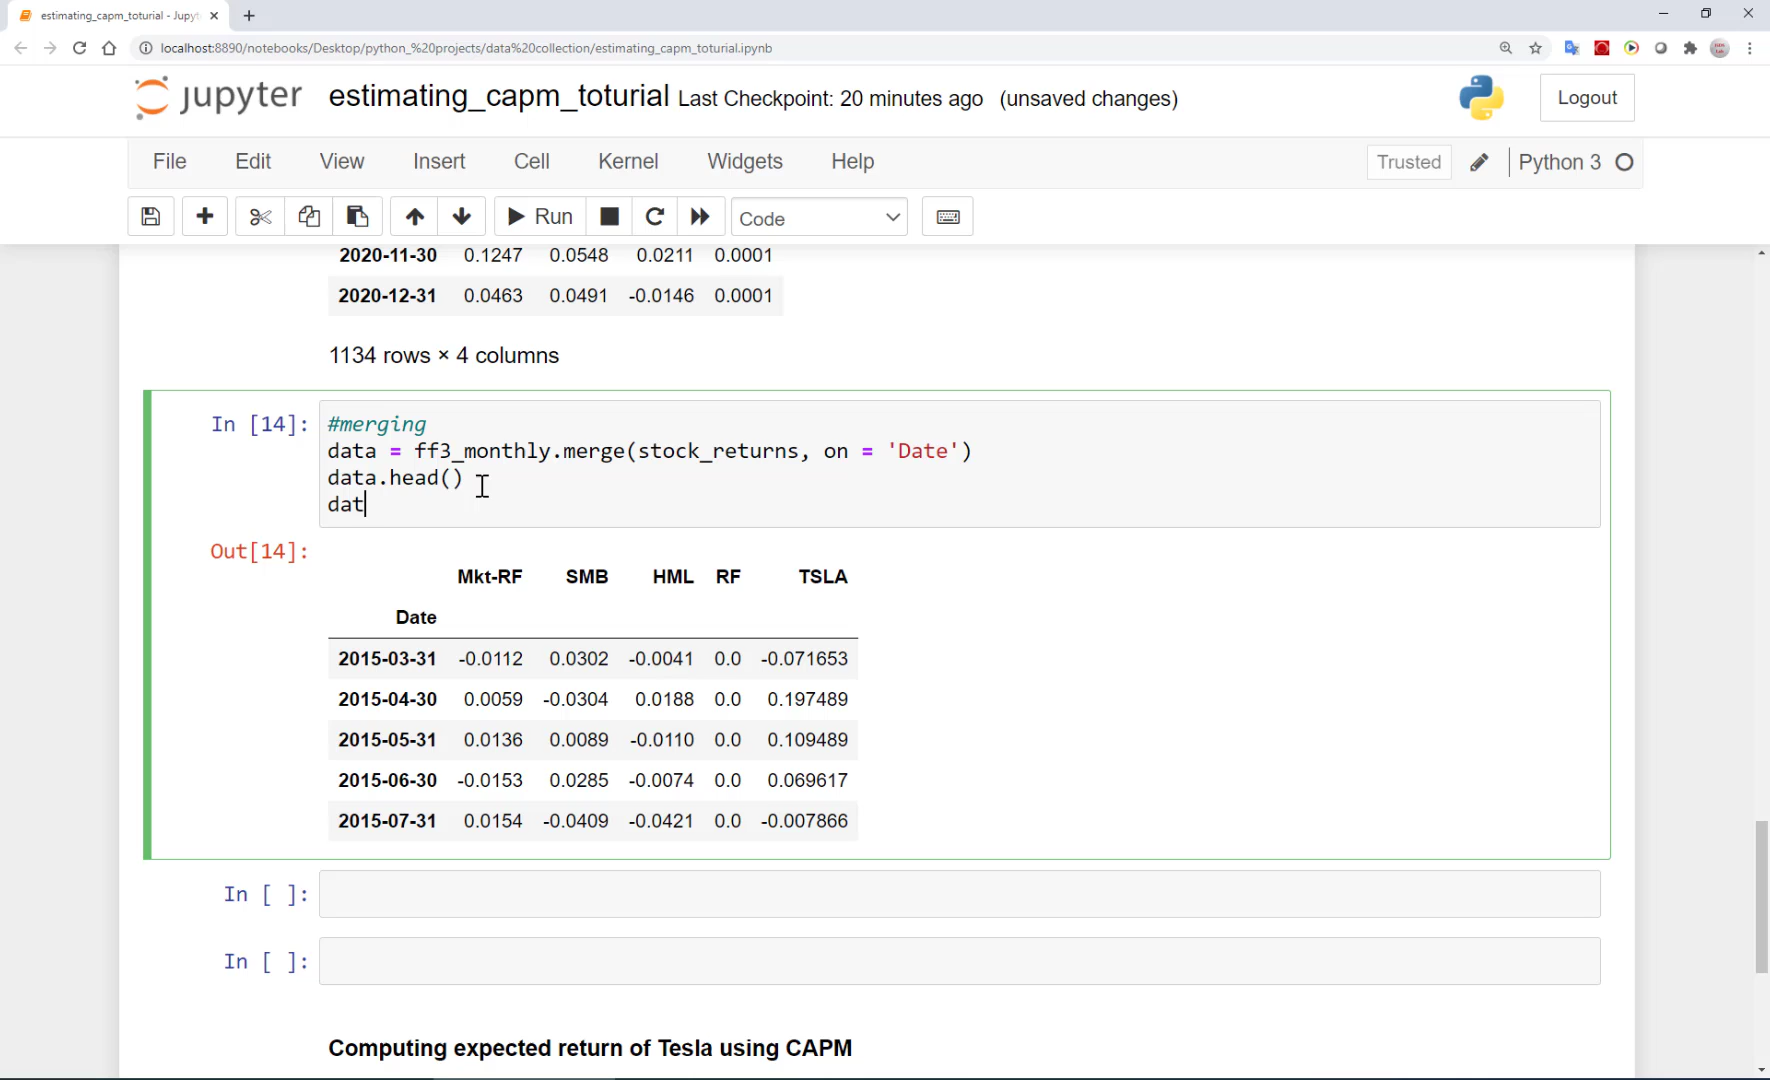 estimating_capm_toturial - Jupyt
localhost:8890/notebooks/Desktop/python_%20projects/data%20collection/estimating_capm_toturial.ipynb
jupyter estimating_capm_toturial Last Checkpoint: 20 minutes ago (unsaved changes)
Logout
File Edit View Insert Cell Kernel Widgets Help
Trusted Python 3
Run Code
2020-11-30 0.1247 0.0548 0.0211 0.0001
2020-12-31 0.0463 0.0491 -0.0146 0.0001
1134 rows × 4 columns
In [14]: #merging
data = ff3_monthly.merge(stock_returns, on = 'Date')
data.head()
dat
Out[14]:
Mkt-RF SMB HML RF TSLA
Date
2015-03-31 -0.0112 0.0302 -0.0041 0.0 -0.071653
2015-04-30 0.0059 -0.0304 0.0188 0.0 0.197489
2015-05-31 0.0136 0.0089 -0.0110 0.0 0.109489
2015-06-30 -0.0153 0.0285 -0.0074 0.0 0.069617
2015-07-31 0.0154 -0.0409 -0.0421 0.0 -0.007866
In [ ]:
In [ ]:
Computing expected return of Tesla using CAPM